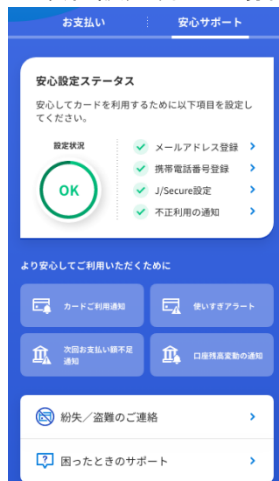 お支払い
安心サポート
安心設定ステータス
安心してカードを利用するために以下項目を設定し
てください。
設定状況
OK
メールアドレス登録
携帯電話番号登録
J/Secure設定
不正利用の通知
より安心してご利用いただくために
カードご利用通知
使いすぎアラート
次回お支払い額不足
通知
口座残高変動の通知
紛失／盗難のご連絡
困ったときのサポート